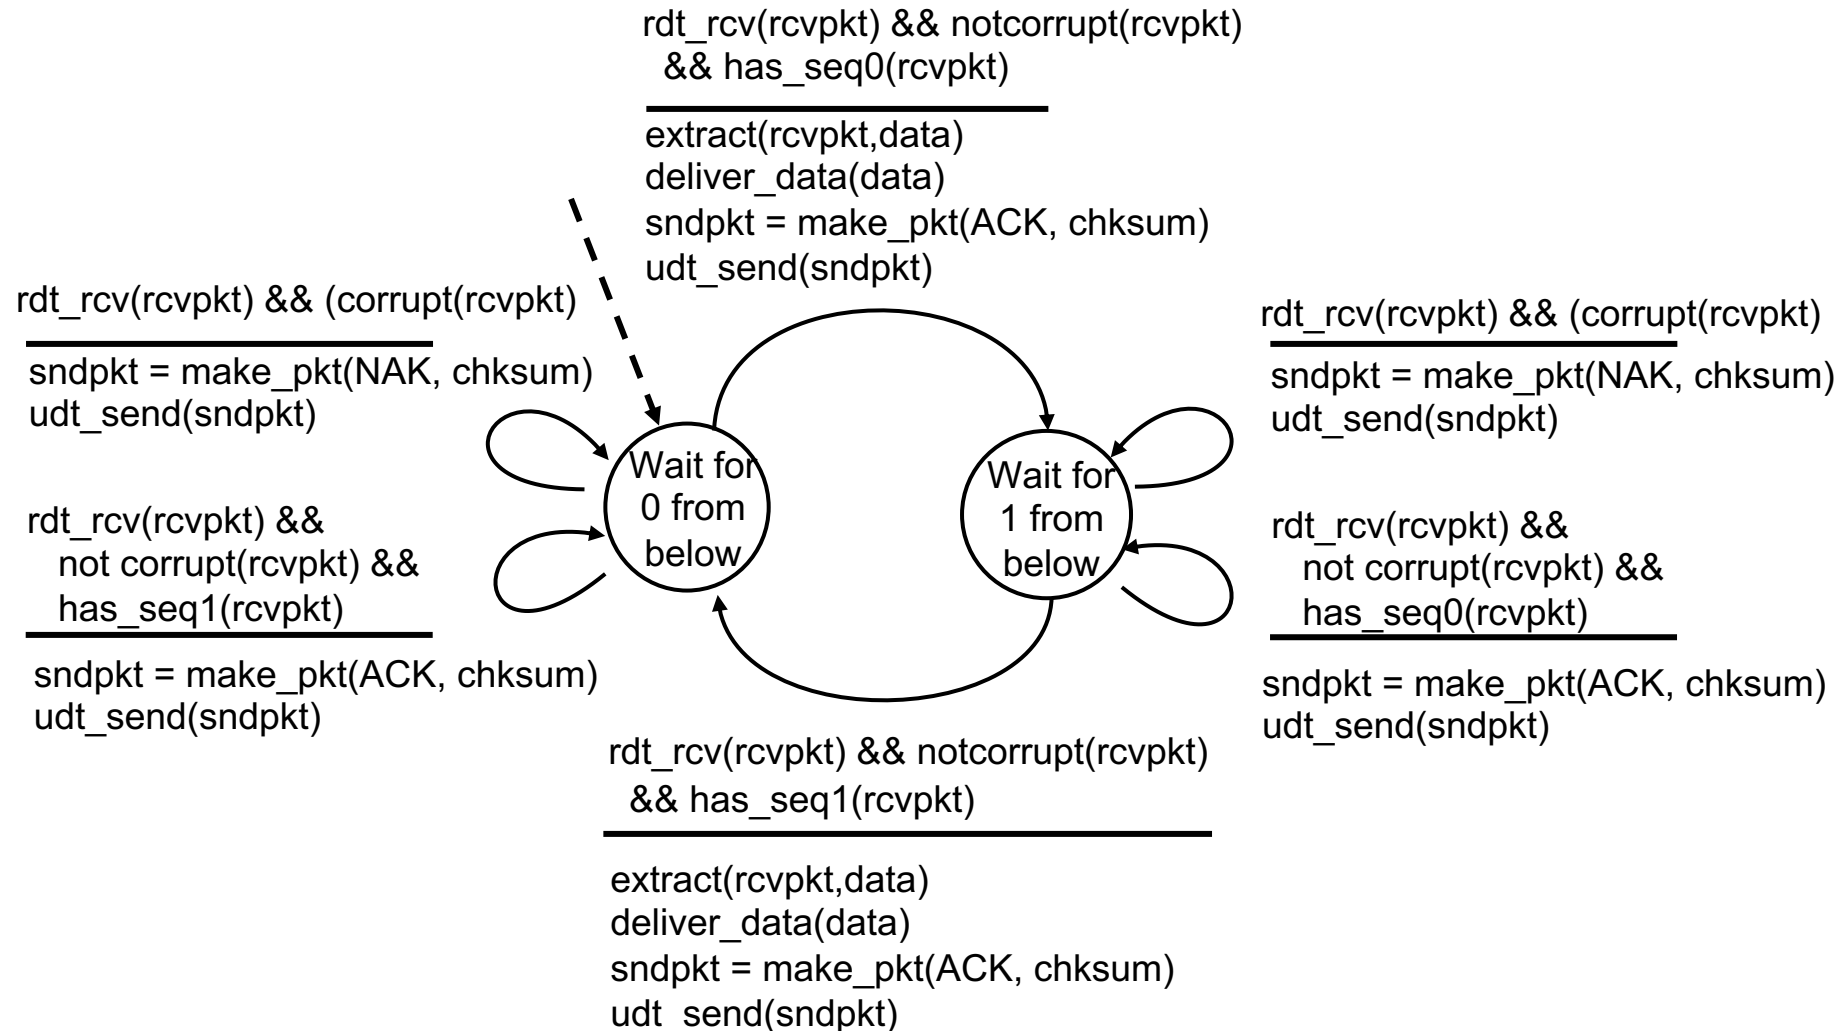 rdt_rcv(rcvpkt) && notcorrupt(rcvpkt)
&& has_seq0(rcvpkt)
extract(rcvpkt,data)
deliver_data(data)
sndpkt = make_pkt(ACK, chksum)
udt_send(sndpkt)
rdt_rcv(rcvpkt) && (corrupt(rcvpkt)
sndpkt = make_pkt(NAK, chksum)
udt_send(sndpkt)
rdt_rcv(rcvpkt) &&
not corrupt(rcvpkt) &&
has_seq1(rcvpkt)
sndpkt = make_pkt(ACK, chksum)
udt_send(sndpkt)
Wait for
0 from
below
Wait for
1 from
below
rdt_rcv(rcvpkt) && (corrupt(rcvpkt)
sndpkt = make_pkt(NAK, chksum)
udt_send(sndpkt)
rdt_rcv(rcvpkt) &&
not corrupt(rcvpkt) &&
has_seq0(rcvpkt)
sndpkt = make_pkt(ACK, chksum)
udt_send(sndpkt)
rdt_rcv(rcvpkt) && notcorrupt(rcvpkt)
&& has_seq1(rcvpkt)
extract(rcvpkt,data)
deliver_data(data)
sndpkt = make_pkt(ACK, chksum)
udt_send(sndpkt)